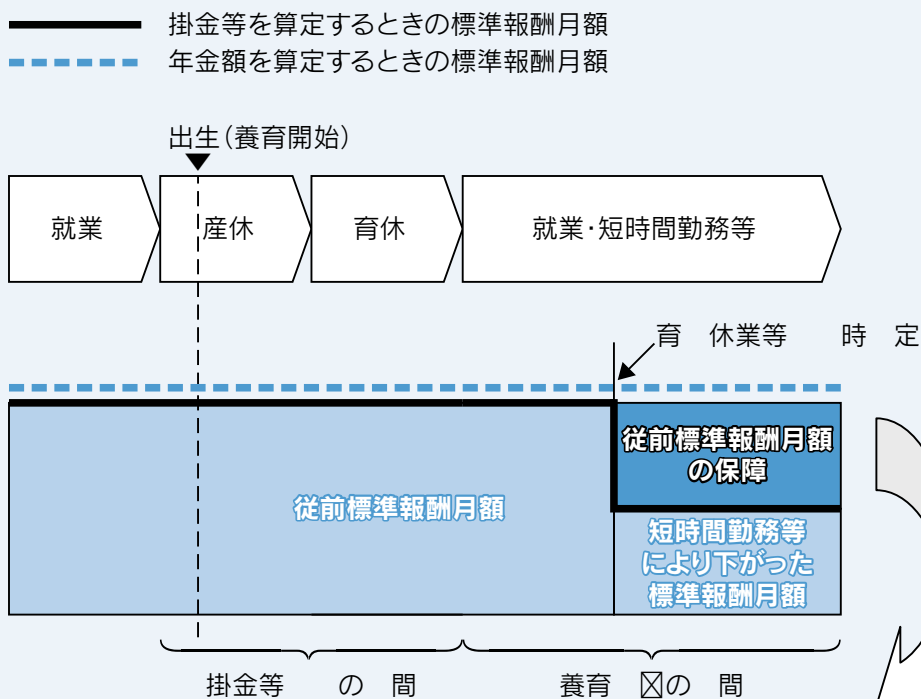 掛金等を算定するときの標準報酬月額
年金額を算定するときの標準報酬月額
出生(養育開始)
就業
産休
育休
就業・短時間勤務等
育 休業等 時 定
従前標準報酬月額
の保障
従前標準報酬月額
短時間勤務等
により下がった
標準報酬月額
掛金等 の 間
養育 の 間